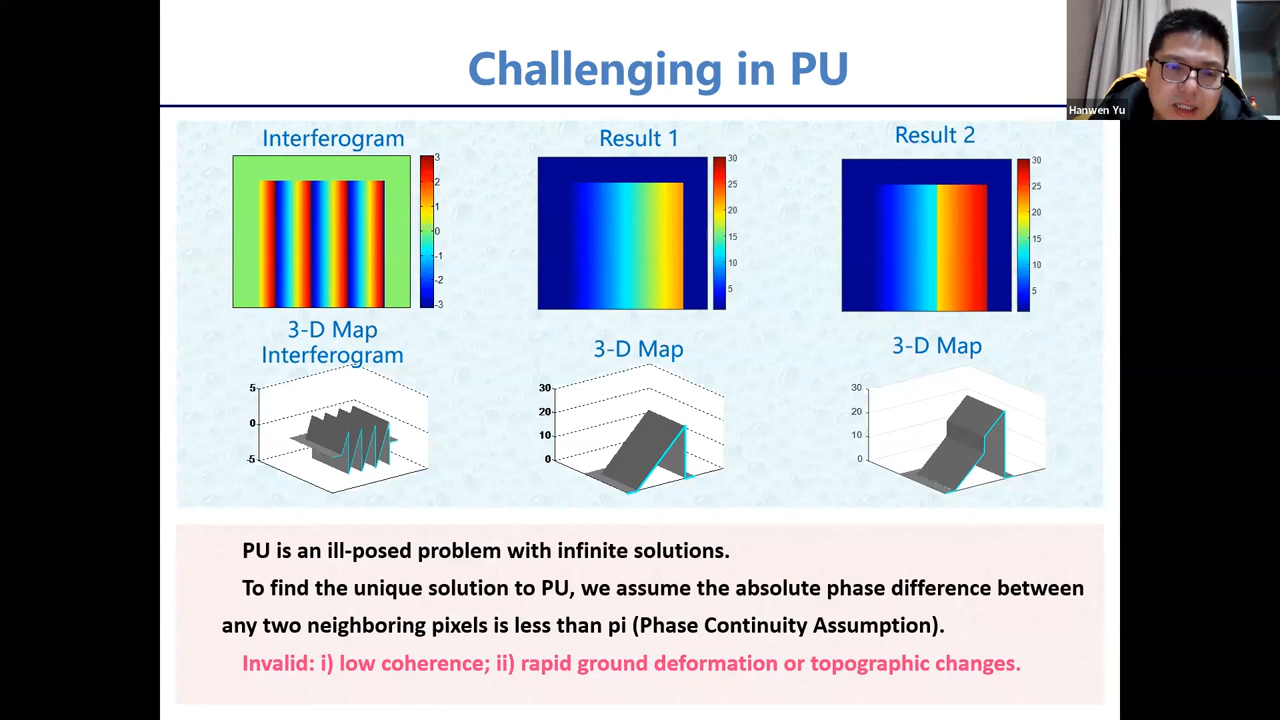 Challenging in PU
Hanwen Yu
Interferogram
Result 1
Result 2
3
2
1
0
-1
-2
-3
30
25
20
15
10
5
30
25
20
15
10
5
3-D Map
Interferogram
3-D Map
3-D Map
5
0
-5
30
20
10
0
30
20
10
0
PU is an ill-posed problem with infinite solutions.
To find the unique solution to PU, we assume the absolute phase difference between
any two neighboring pixels is less than pi (Phase Continuity Assumption).
Invalid: i) low coherence; ii) rapid ground deformation or topographic changes.